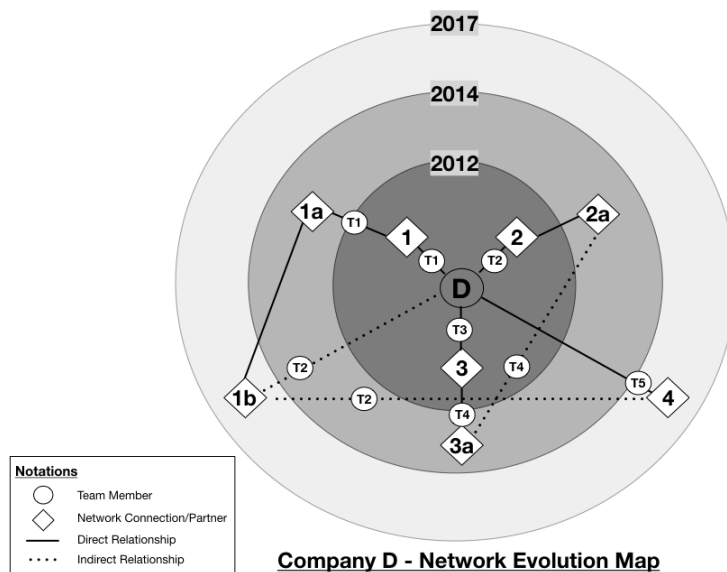 2017
2014
2012
1a
T1
1
2
2a
T1
T2
D
T3
T2
3
T4
T5
1b
T2
T4
4
3a
Notations
Team Member
Network Connection/Partner
Direct Relationship
Indirect Relationship
Company D - Network Evolution Map